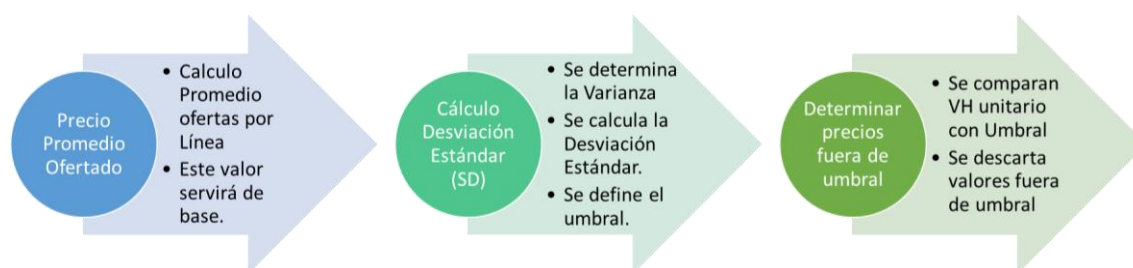 Precio
Promedio
Ofertado
• Calculo
Promedio
ofertas por
Línea
• Este valor
servirá de
base.
Cálculo
Desviación
Estándar
(SD)
• Se determina
la Varianza
• Se calcula la
Desviación
Estándar.
• Se define el
umbral.
Determinar
precios
fuera de
umbral
• Se comparan
VH unitario
con Umbral
• Se descarta
valores fuera
de umbral